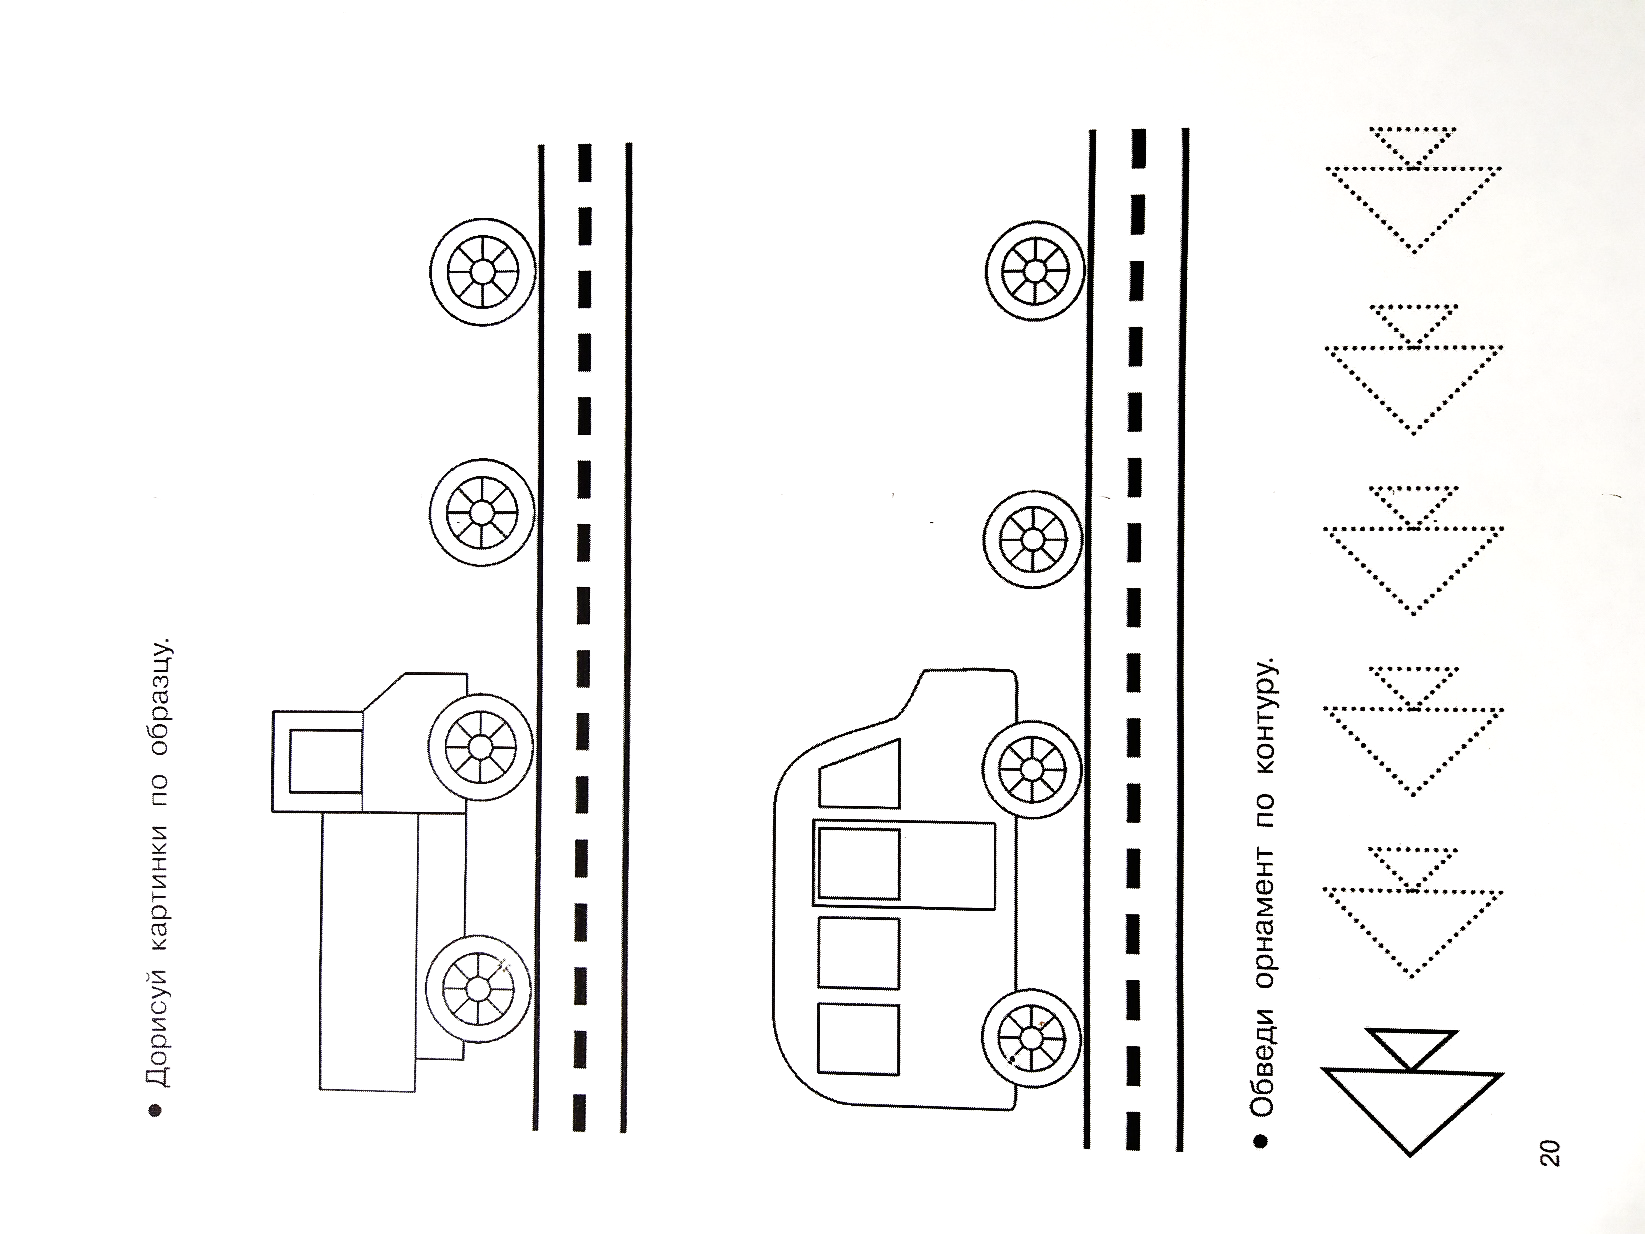 • Дорисуй картинки по образцу.
• Обведи орнамент по контуру.
20